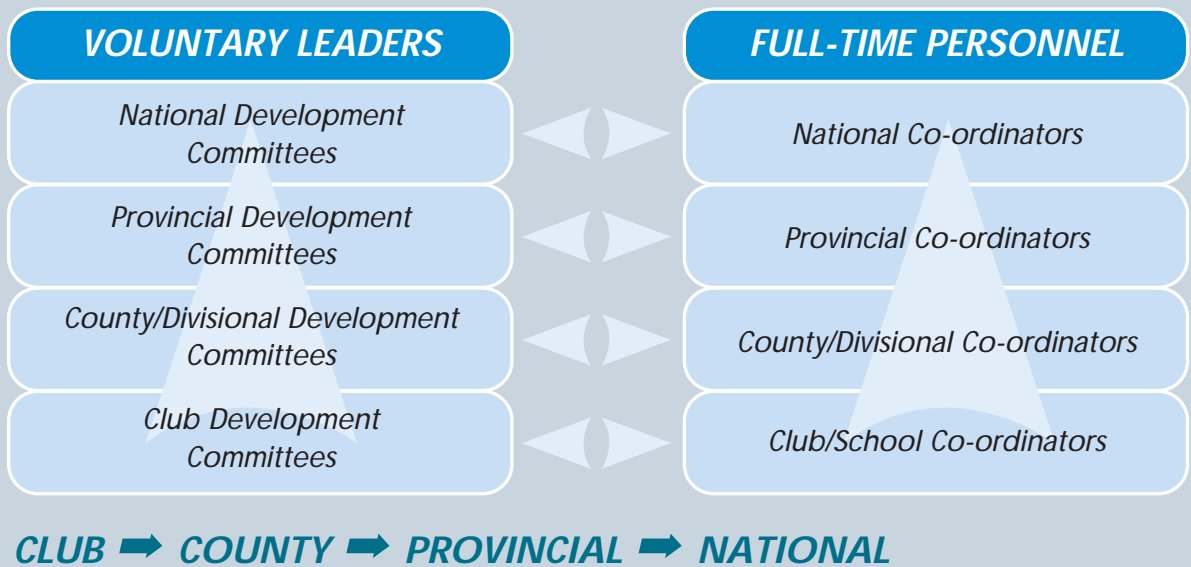 VOLUNTARY LEADERS
National Development
Committees
Provincial Development
Committees
County/Divisional Development
Committees
Club Development
Committees
FULL-TIME PERSONNEL
National Co-ordinators
Provincial Co-ordinators
County/Divisional Co-ordinators
Club/School Co-ordinators
CLUB ➡ COUNTY ➡ PROVINCIAL ➡ NATIONAL